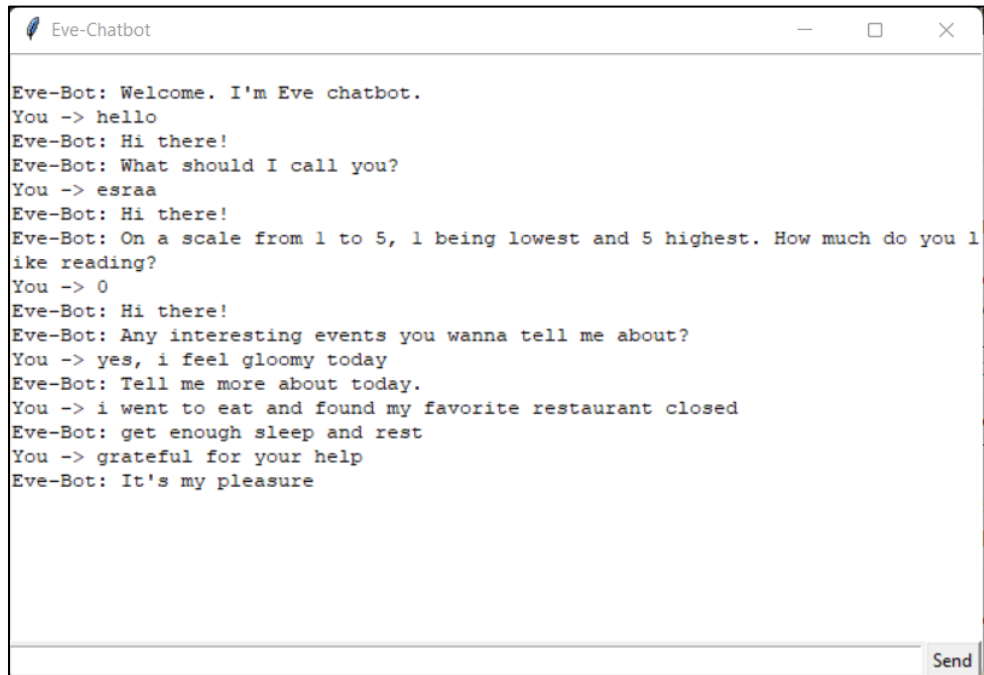 Eve-Chatbot
Eve-Bot: Welcome. I'm Eve chatbot.
You -> hello
Eve-Bot: Hi there!
Eve-Bot: What should I call you?
You -> esraa
Eve-Bot: Hi there!
Eve-Bot: On a scale from 1 to 5, 1 being lowest and 5 highest. How much do you l
ike reading?
You -> 0
Eve-Bot: Hi there!
Eve-Bot: Any interesting events you wanna tell me about?
You -> yes, i feel gloomy today
Eve-Bot: Tell me more about today.
You -> i went to eat and found my favorite restaurant closed
Eve-Bot: get enough sleep and rest
You -> grateful for your help
Eve-Bot: It's my pleasure
Send